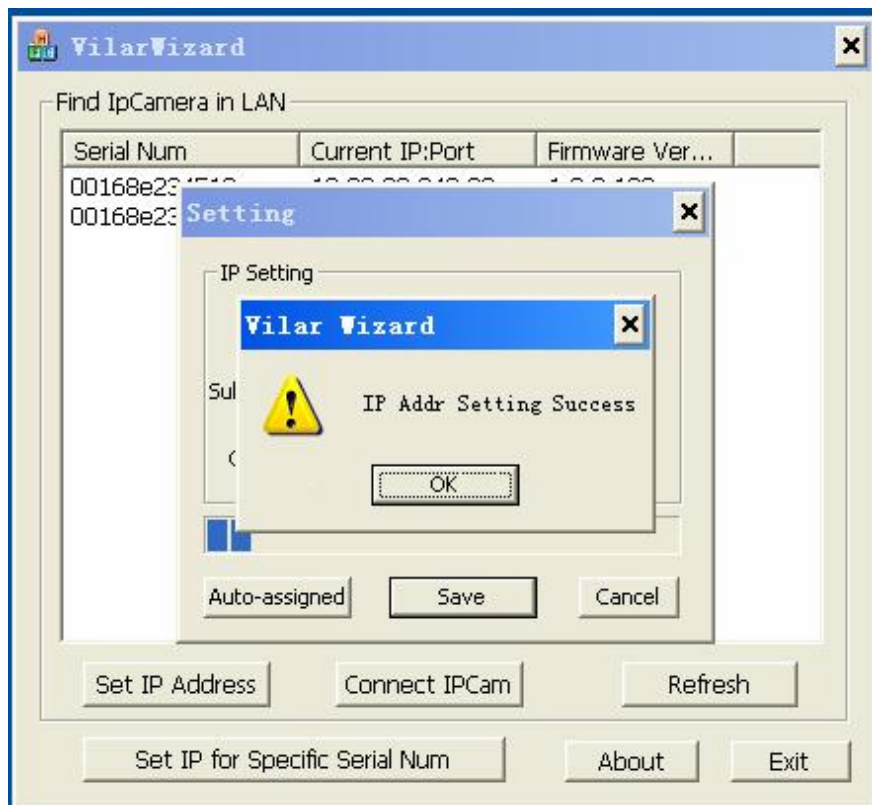 VilarWizard
Find IpCamera in LAN
Serial Num Current IP:Port Firmware Ver...
00168e23
Setting
IP Setting
Vilar Wizard
IP Addr Setting Success
OK
Auto-assigned Save Cancel
Set IP Address Connect IPCam Refresh
Set IP for Specific Serial Num About Exit